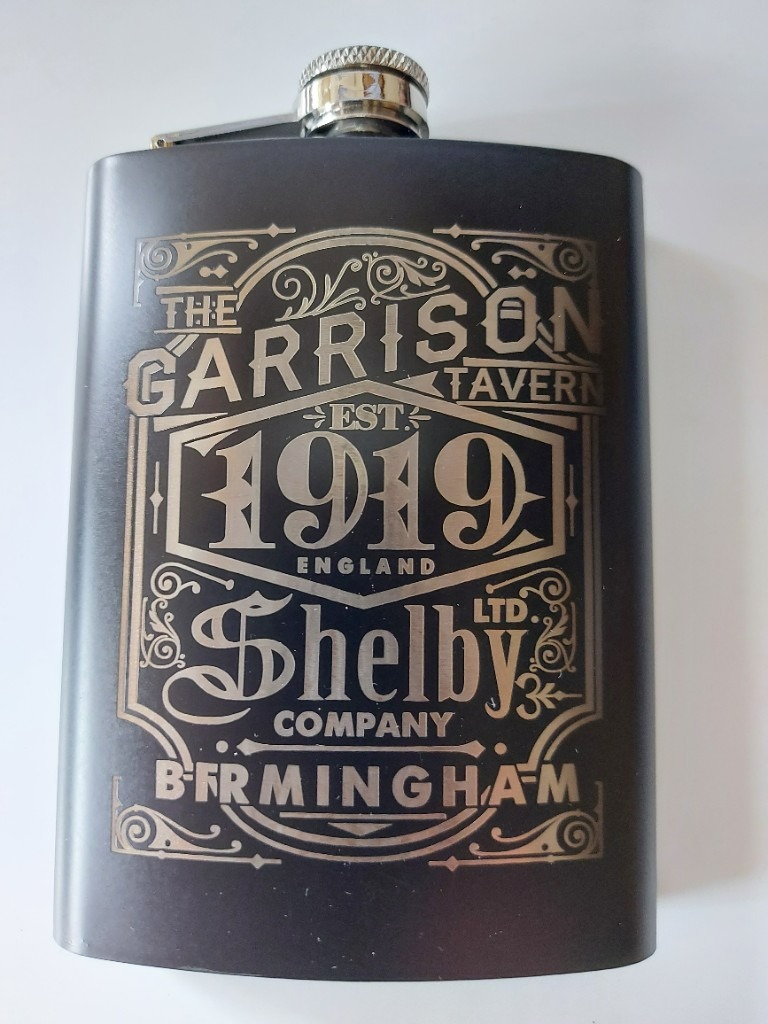 THE
GARRISON
TAVERN
EST.
1919
ENGLAND
Shelby LTD.
COMPANY
BIRMINGHAM